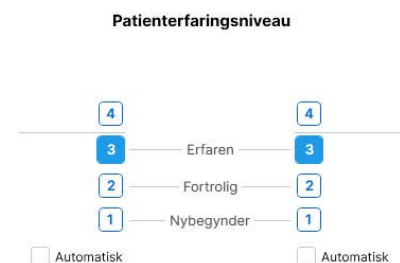 Patienterfaringsniveau
4 4
3 Erfaren 3
2 Fortrolig 2
1 Nybegynder 1
Automatisk Automatisk